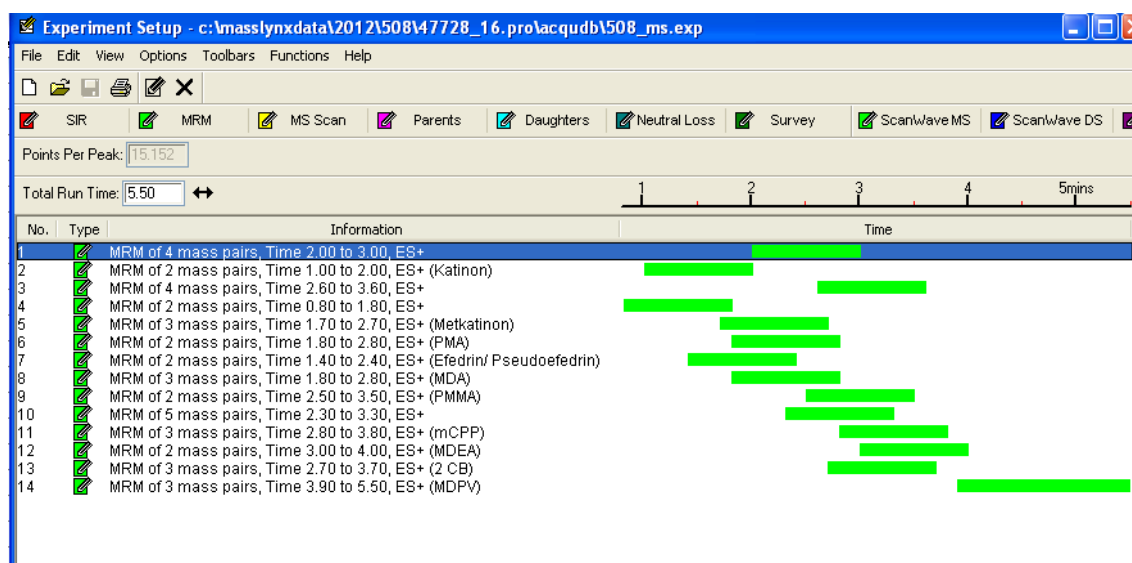 Experiment Setup - c:\masslynxdata\2012\508\47728_16.pro\acqudb\508_ms.exp
File Edit View Options Toolbars Functions Help
SIR MRM MS Scan Parents Daughters Neutral Loss Survey ScanWave MS ScanWave DS
Points Per Peak: 15.152
Total Run Time: 5.50 1 2 3 4 5mins
No. Type Information Time
1 MRM of 4 mass pairs, Time 2.00 to 3.00, ES+
2 MRM of 2 mass pairs, Time 1.00 to 2.00, ES+ (Katinon)
3 MRM of 4 mass pairs, Time 2.60 to 3.60, ES+
4 MRM of 2 mass pairs, Time 0.80 to 1.80, ES+
5 MRM of 3 mass pairs, Time 1.70 to 2.70, ES+ (Metkatinon)
6 MRM of 2 mass pairs, Time 1.80 to 2.80, ES+ (PMA)
7 MRM of 2 mass pairs, Time 1.40 to 2.40, ES+ (Efedrin/ Pseudoefedrin)
8 MRM of 3 mass pairs, Time 1.80 to 2.80, ES+ (MDA)
9 MRM of 2 mass pairs, Time 2.50 to 3.50, ES+ (PMMA)
10 MRM of 5 mass pairs, Time 2.30 to 3.30, ES+
11 MRM of 3 mass pairs, Time 2.80 to 3.80, ES+ (mCPP)
12 MRM of 2 mass pairs, Time 3.00 to 4.00, ES+ (MDEA)
13 MRM of 3 mass pairs, Time 2.70 to 3.70, ES+ (2 CB)
14 MRM of 3 mass pairs, Time 3.90 to 5.50, ES+ (MDPV)